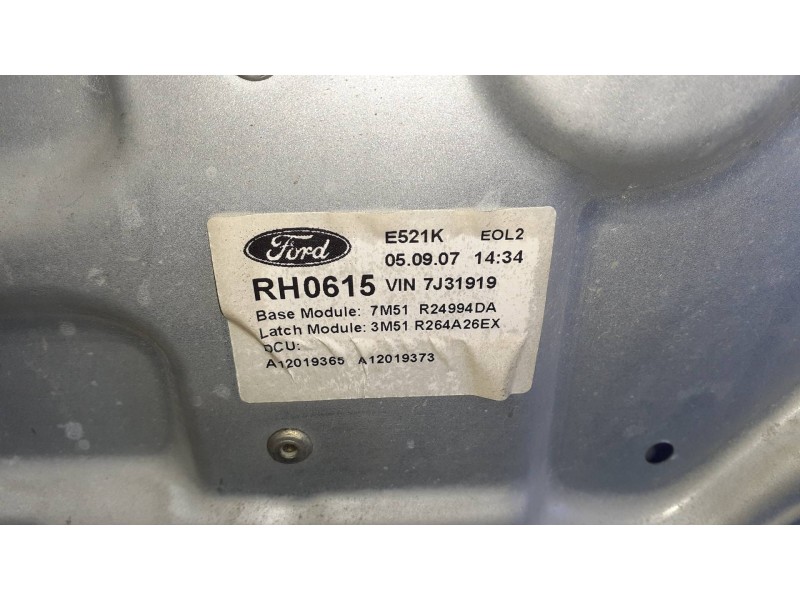 Ford E521K EOL2
05.09.07 14:34
RH0615 VIN 7J31919
Base Module: 7M51 R24994DA
Latch Module: 3M51 R264A26EX
DCU:
A12019365 A12019373